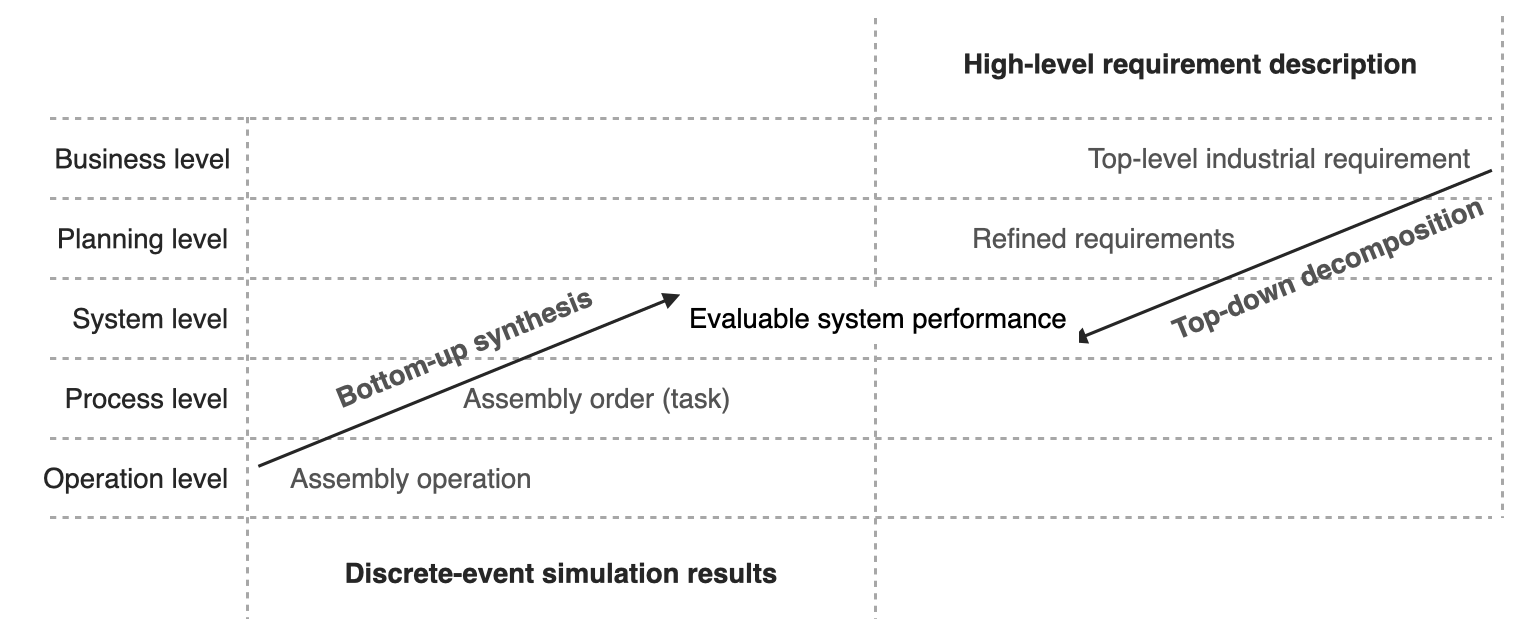 High-level requirement description
Business level
Top-level industrial requirement
Planning level
Refined requirements
Top-down decomposition
System level
Bottom-up synthesis
Evaluable system performance
Process level
Assembly order (task)
Operation level
Assembly operation
Discrete-event simulation results